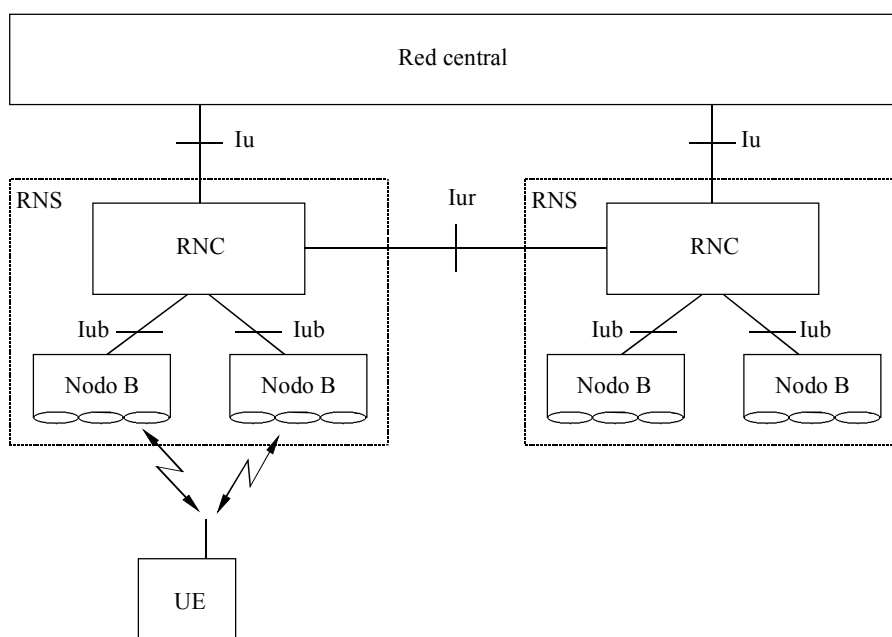 Red central
Iu
Iu
RNS
Iur
RNS
RNC
RNC
Iub
Iub
Iub
Iub
Nodo B
Nodo B
Nodo B
Nodo B
UE